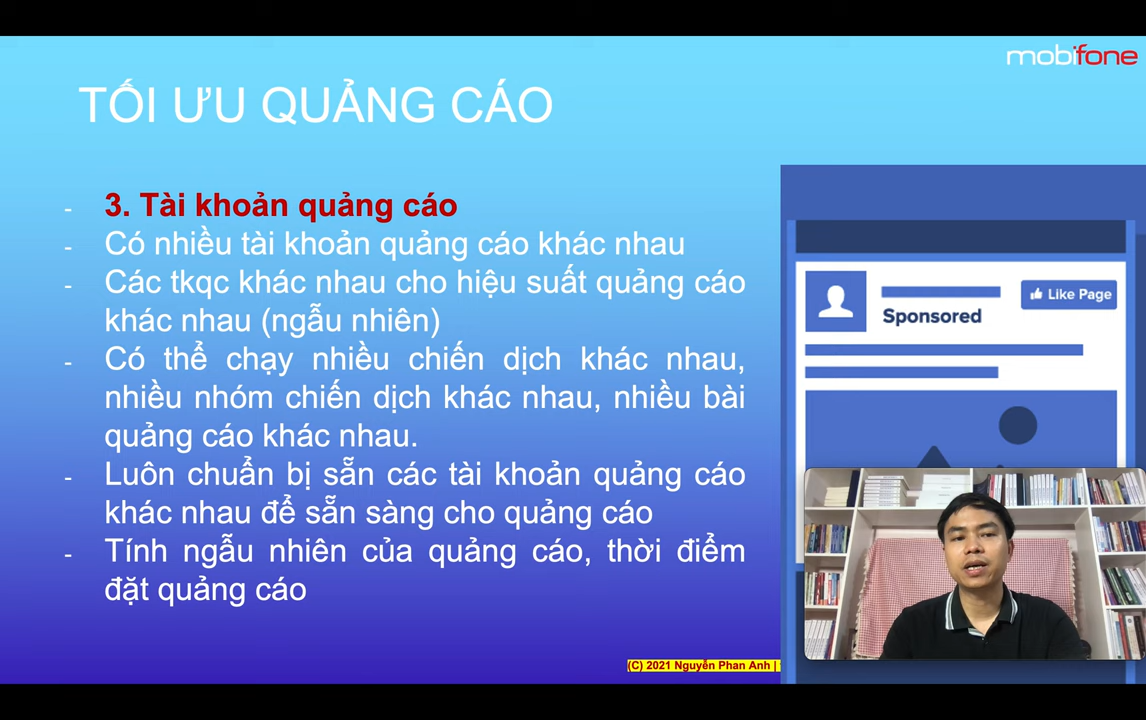 mobifone
TỐI ƯU QUẢNG CÁO
- 3. Tài khoản quảng cáo
- Có nhiều tài khoản quảng cáo khác nhau
- Các tkqc khác nhau cho hiệu suất quảng cáo
khác nhau (ngẫu nhiên)
- Có thể chạy nhiều chiến dịch khác nhau,
nhiều nhóm chiến dịch khác nhau, nhiều bài
quảng cáo khác nhau.
- Luôn chuẩn bị sẵn các tài khoản quảng cáo
khác nhau để sẵn sàng cho quảng cáo
- Tính ngẫu nhiên của quảng cáo, thời điểm
đặt quảng cáo
Like Page
Sponsored
(C) 2021 Nguyễn Phan Anh |